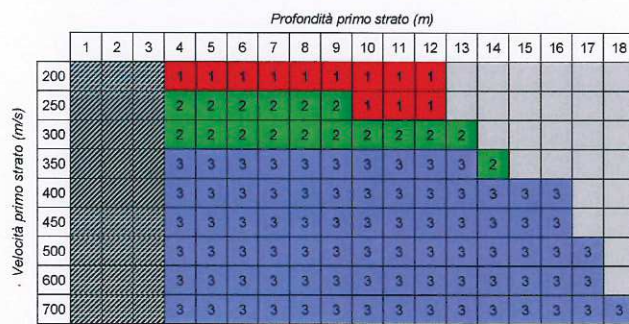 Profondità primo strato (m)
1 2 3 4 5 6 7 8 9 10 11 12 13 14 15 16 17 18
Velocità primo strato (m/s)
200 1 1 1 1 1 1 1 1 1
250 2 2 2 2 2 2 1 1 1
300 2 2 2 2 2 2 2 2 2 2
350 3 3 3 3 3 3 3 3 3 3 2
400 3 3 3 3 3 3 3 3 3 3 3 3 3
450 3 3 3 3 3 3 3 3 3 3 3 3 3
500 3 3 3 3 3 3 3 3 3 3 3 3 3 3
600 3 3 3 3 3 3 3 3 3 3 3 3 3 3
700 3 3 3 3 3 3 3 3 3 3 3 3 3 3 3